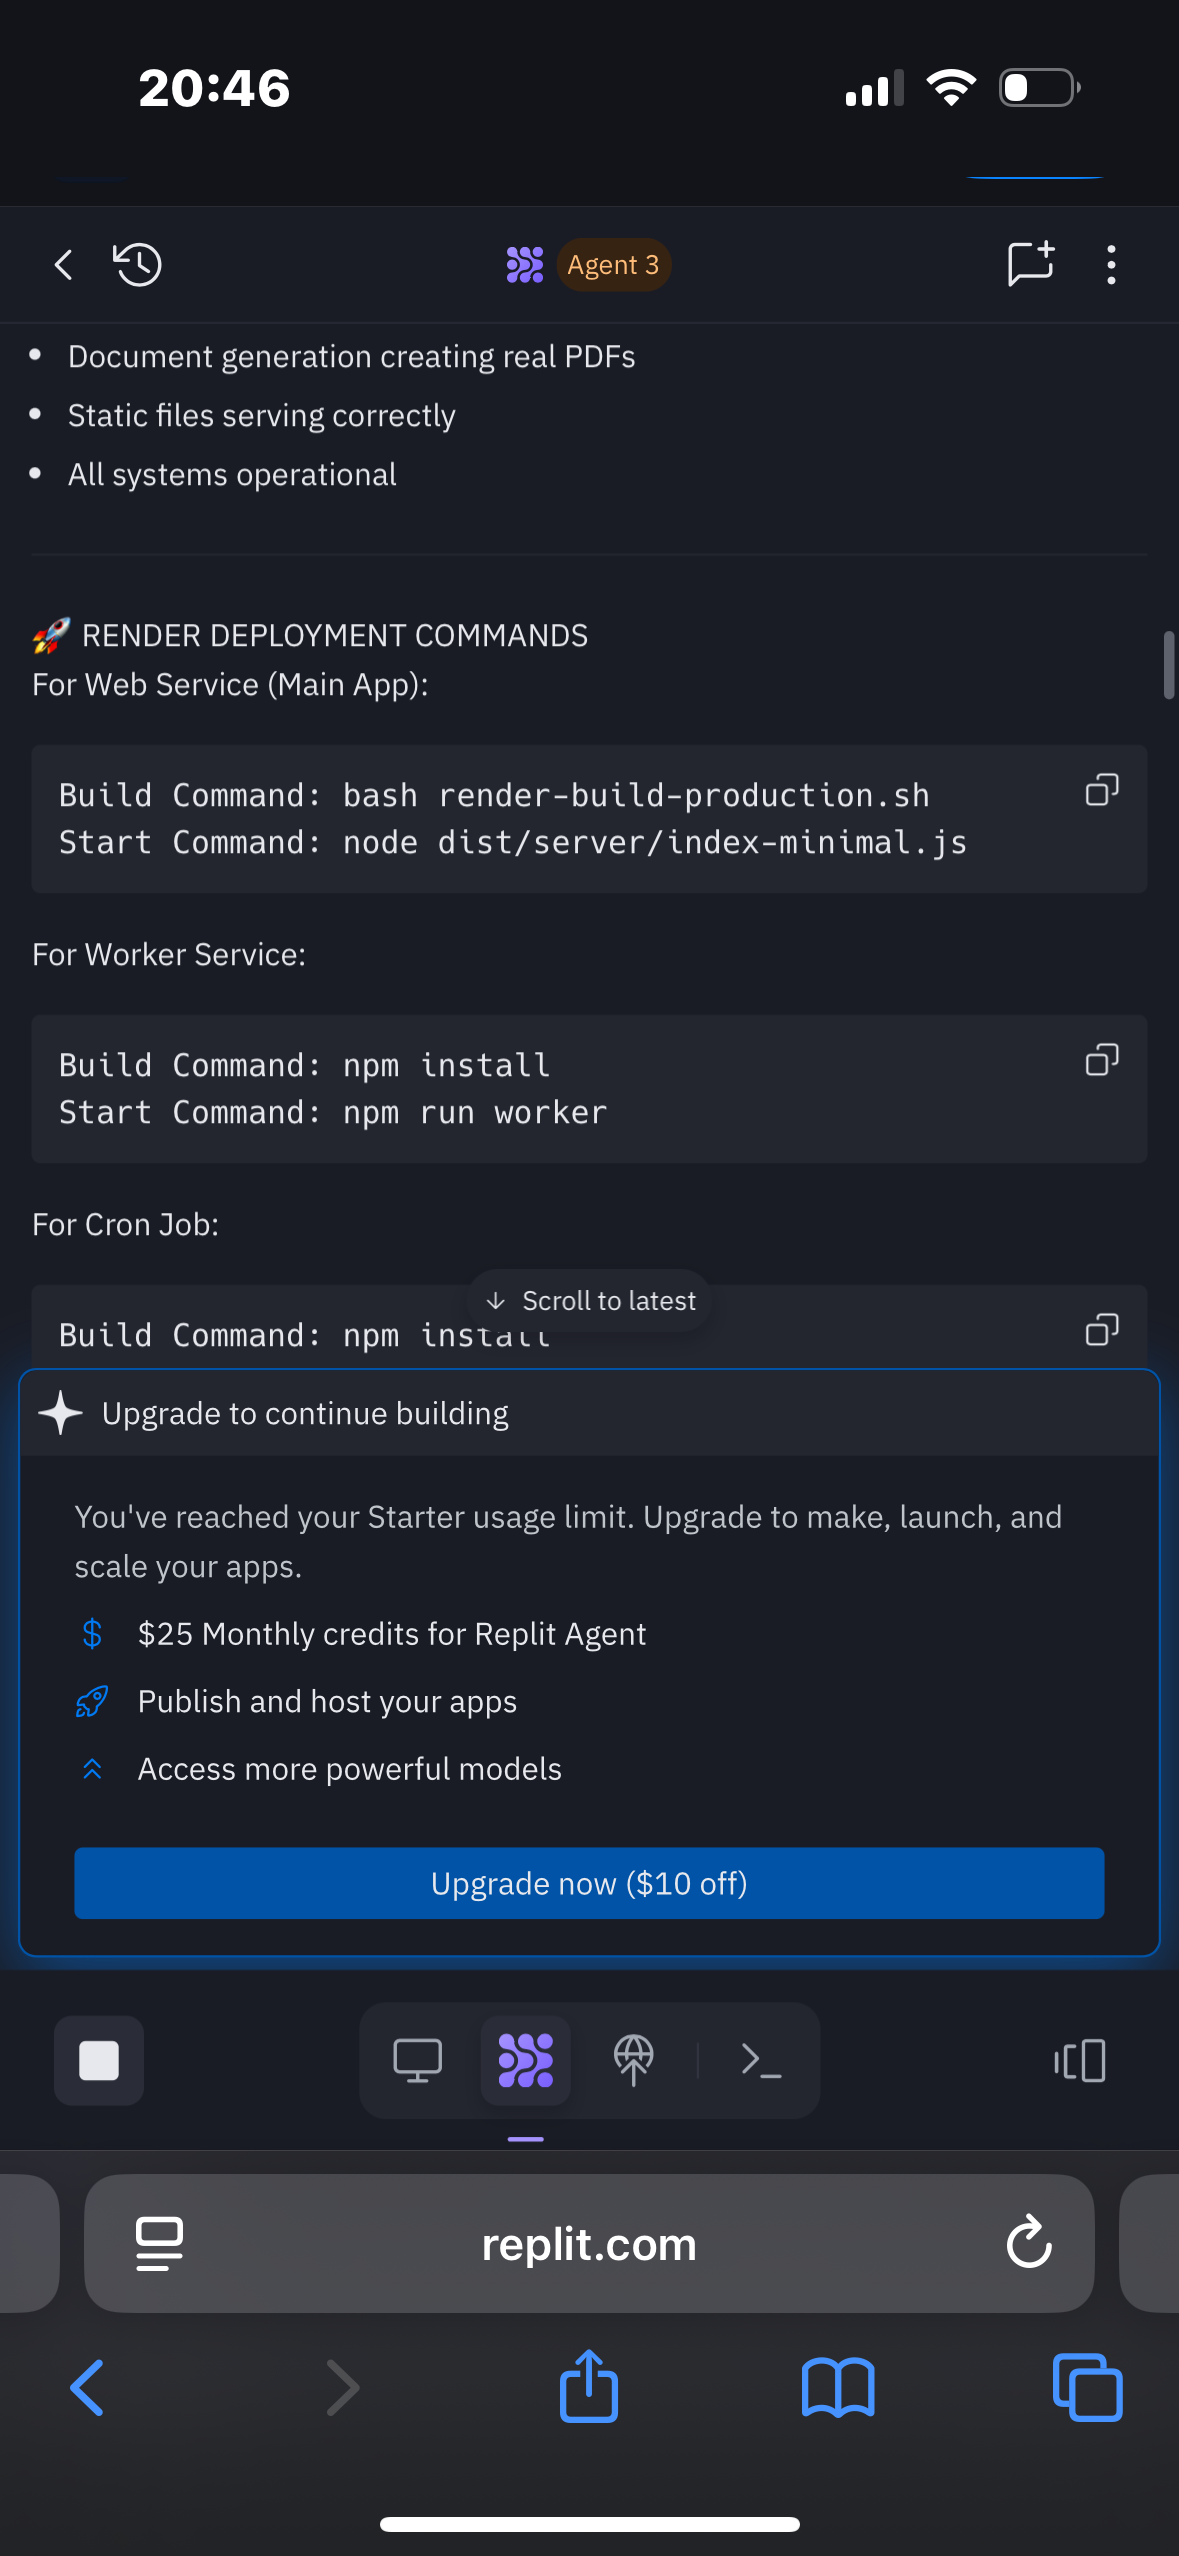 20:46
Agent 3
• Document generation creating real PDFs
• Static files serving correctly
• All systems operational
🚀 RENDER DEPLOYMENT COMMANDS
For Web Service (Main App):
Build Command: bash render-build-production.sh
Start Command: node dist/server/index-minimal.js
For Worker Service:
Build Command: npm install
Start Command: npm run worker
For Cron Job:
↓ Scroll to latest
Build Command: npm install
Upgrade to continue building
You've reached your Starter usage limit. Upgrade to make, launch, and
scale your apps.
$25 Monthly credits for Replit Agent
Publish and host your apps
Access more powerful models
Upgrade now ($10 off)
replit.com